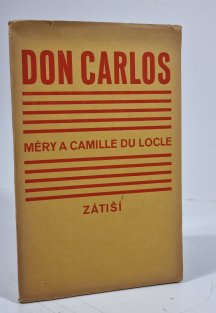 DON CARLOS
MÉRY A CAMILLE DU LOCLE
ZÁTIŠÍ